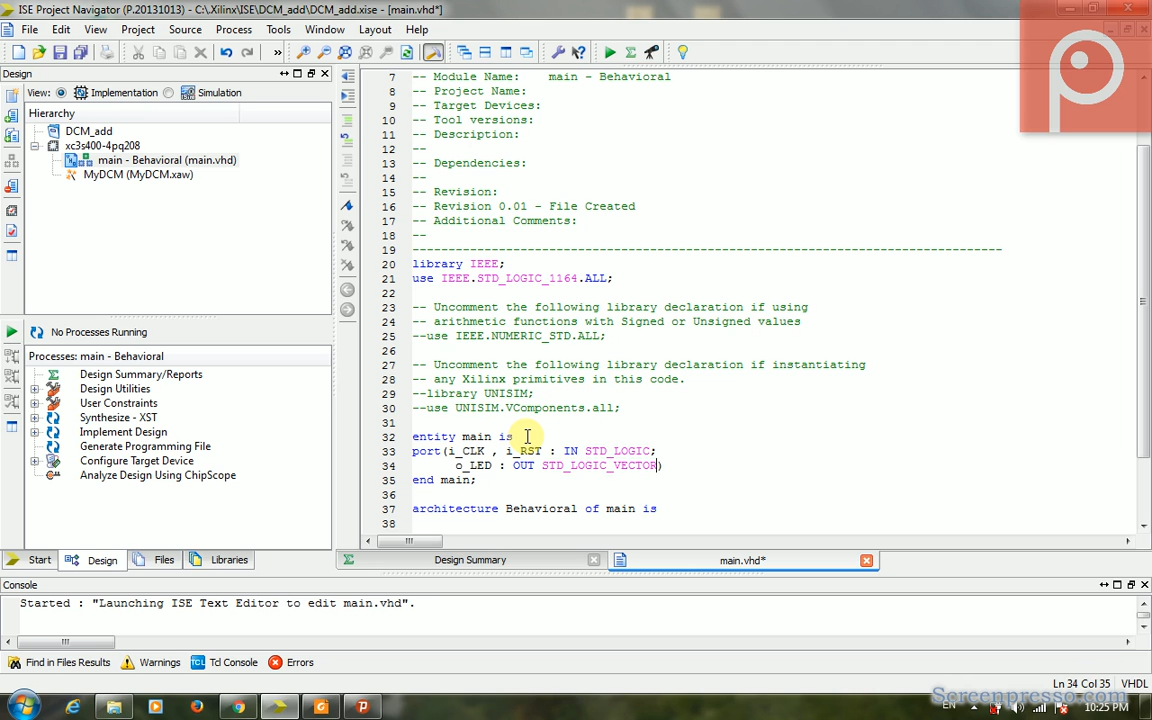 ISE Project Navigator (P.20131013) - C:\Xilinx\ISE\DCM_add\DCM_add.xise - [main.vhd*]
File Edit View Project Source Process Tools Window Layout Help
Design
View: Implementation Simulation
Hierarchy
DCM_add
xc3s400-4pq208
main - Behavioral (main.vhd)
MyDCM (MyDCM.xaw)
No Processes Running
Processes: main - Behavioral
Design Summary/Reports
Design Utilities
User Constraints
Synthesize - XST
Implement Design
Generate Programming File
Configure Target Device
Analyze Design Using ChipScope
Start Design Files Libraries
7 -- Module Name: main - Behavioral
8 -- Project Name:
9 -- Target Devices:
10 -- Tool versions:
11 -- Description:
12 --
13 -- Dependencies:
14 --
15 -- Revision:
16 -- Revision 0.01 - File Created
17 -- Additional Comments:
18 --
19 ----------------------------------------------------------------------------------
20 library IEEE;
21 use IEEE.STD_LOGIC_1164.ALL;
22
23 -- Uncomment the following library declaration if using
24 -- arithmetic functions with Signed or Unsigned values
25 --use IEEE.NUMERIC_STD.ALL;
26
27 -- Uncomment the following library declaration if instantiating
28 -- any Xilinx primitives in this code.
29 --library UNISIM;
30 --use UNISIM.VComponents.all;
31
32 entity main is
33 port(i_CLK , i_RST : IN STD_LOGIC;
34 o_LED : OUT STD_LOGIC_VECTOR)
35 end main;
36
37 architecture Behavioral of main is
38
Design Summary main.vhd*
Console
Started : "Launching ISE Text Editor to edit main.vhd".
Find in Files Results Warnings Tcl Console Errors
Ln 34 Col 35 VHDL
Screenpresso.com
EN 10:25 PM